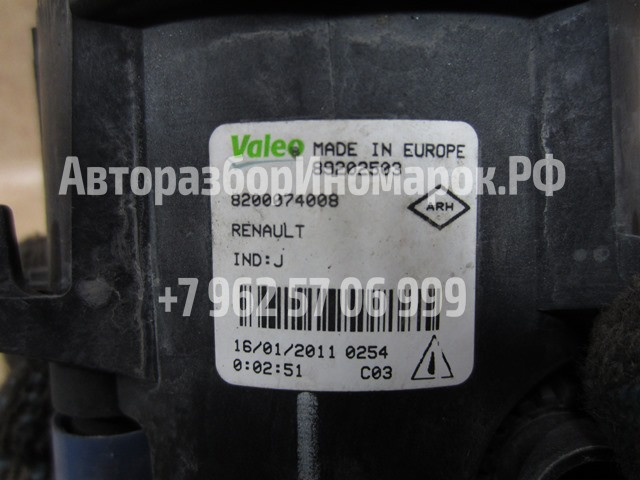 Valeo MADE IN EUROPE
89202503
АвторазборИномарок.РФ
8200074008
ARH
RENAULT
IND:J
+7 962 57 06 999
16/01/2011 0254
0:02:51 C03